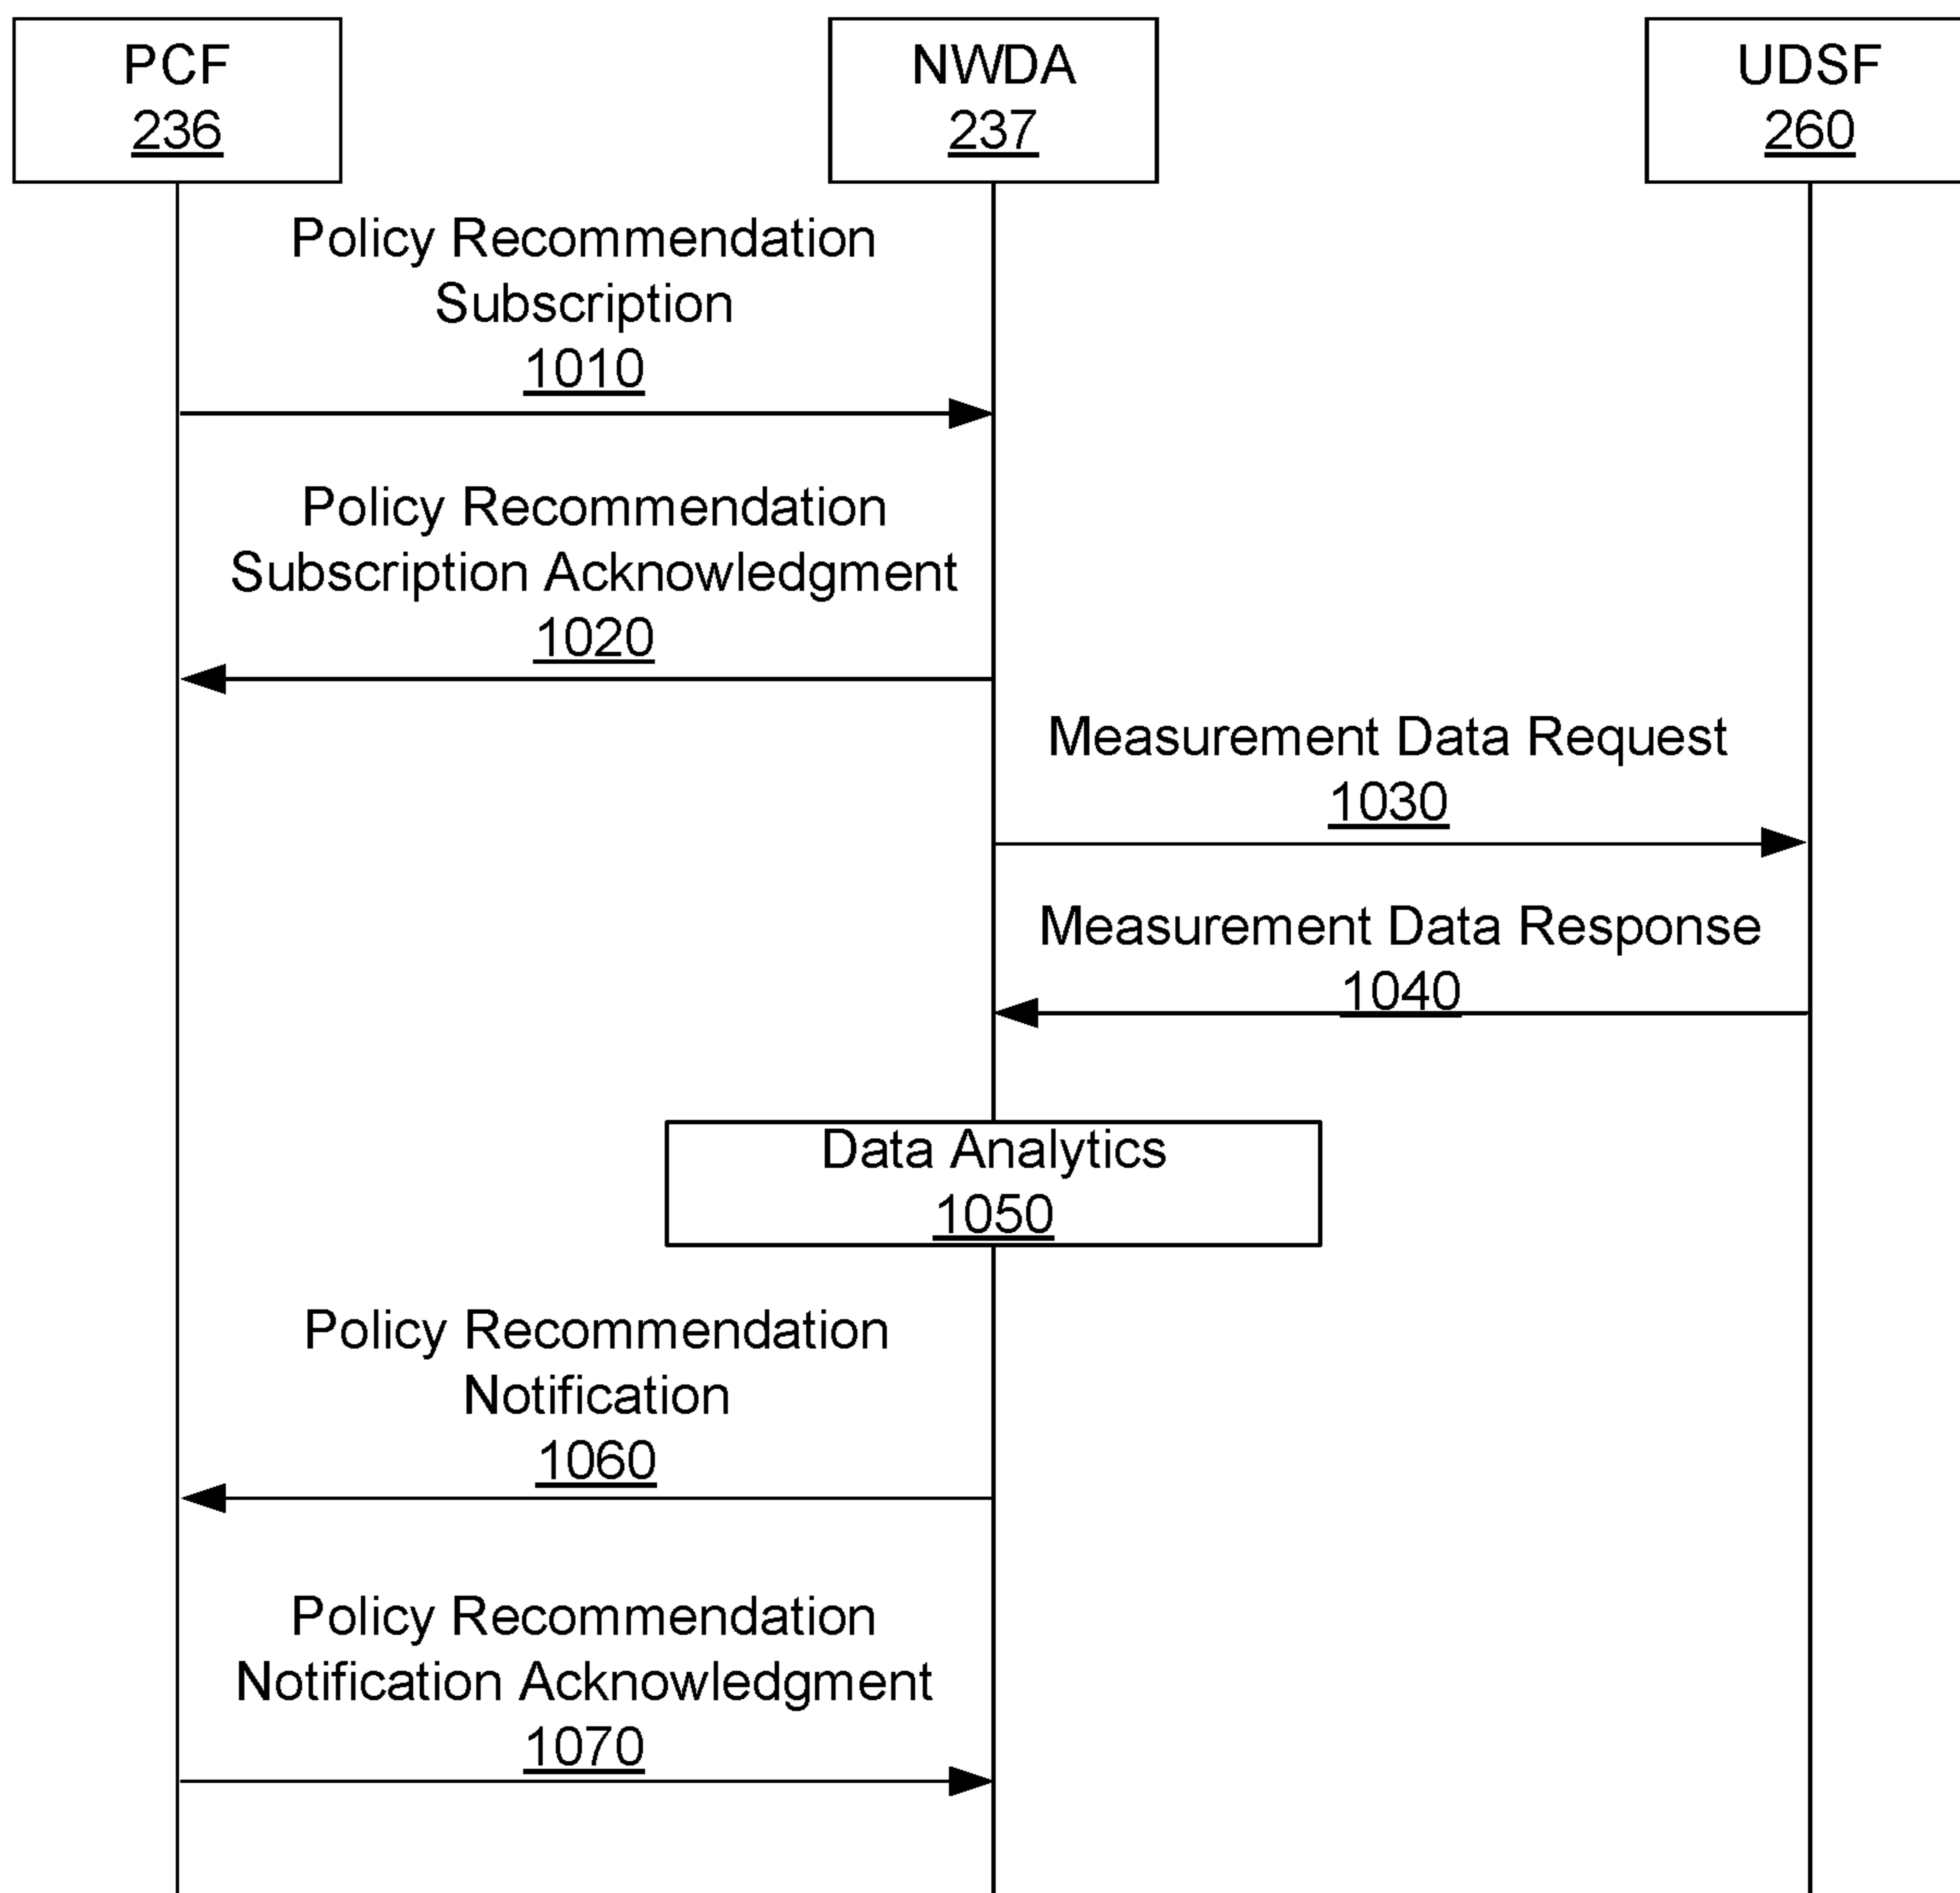 PCF
236
NWDA
237
UDSF
260
Policy Recommendation
Subscription
1010
Policy Recommendation
Subscription Acknowledgment
1020
Measurement Data Request
1030
Measurement Data Response
1040
Data Analytics
1050
Policy Recommendation
Notification
1060
Policy Recommendation
Notification Acknowledgment
1070